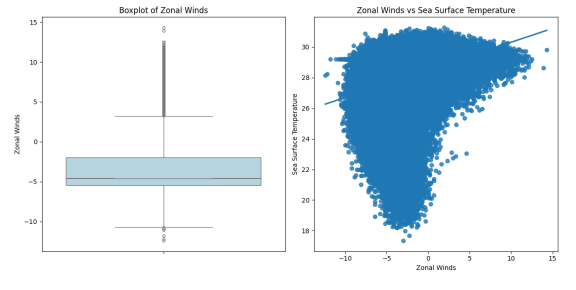 Boxplot of Zonal Winds
15
10
5
0
−5
−10
Zonal Winds
Zonal Winds vs Sea Surface Temperature
30
28
26
24
22
20
18
Sea Surface Temperature
−10 −5 0 5 10 15
Zonal Winds